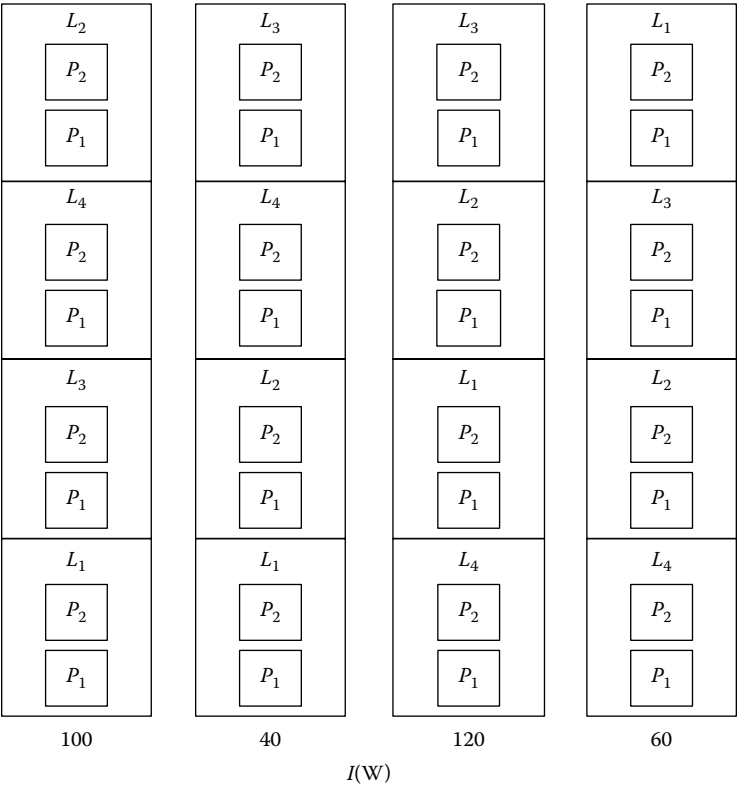 L2 L3 L3 L1
P2 P2 P2 P2
P1 P1 P1 P1
L4 L4 L2 L3
P2 P2 P2 P2
P1 P1 P1 P1
L3 L2 L1 L2
P2 P2 P2 P2
P1 P1 P1 P1
L1 L1 L4 L4
P2 P2 P2 P2
P1 P1 P1 P1
100 40 120 60
I(W)